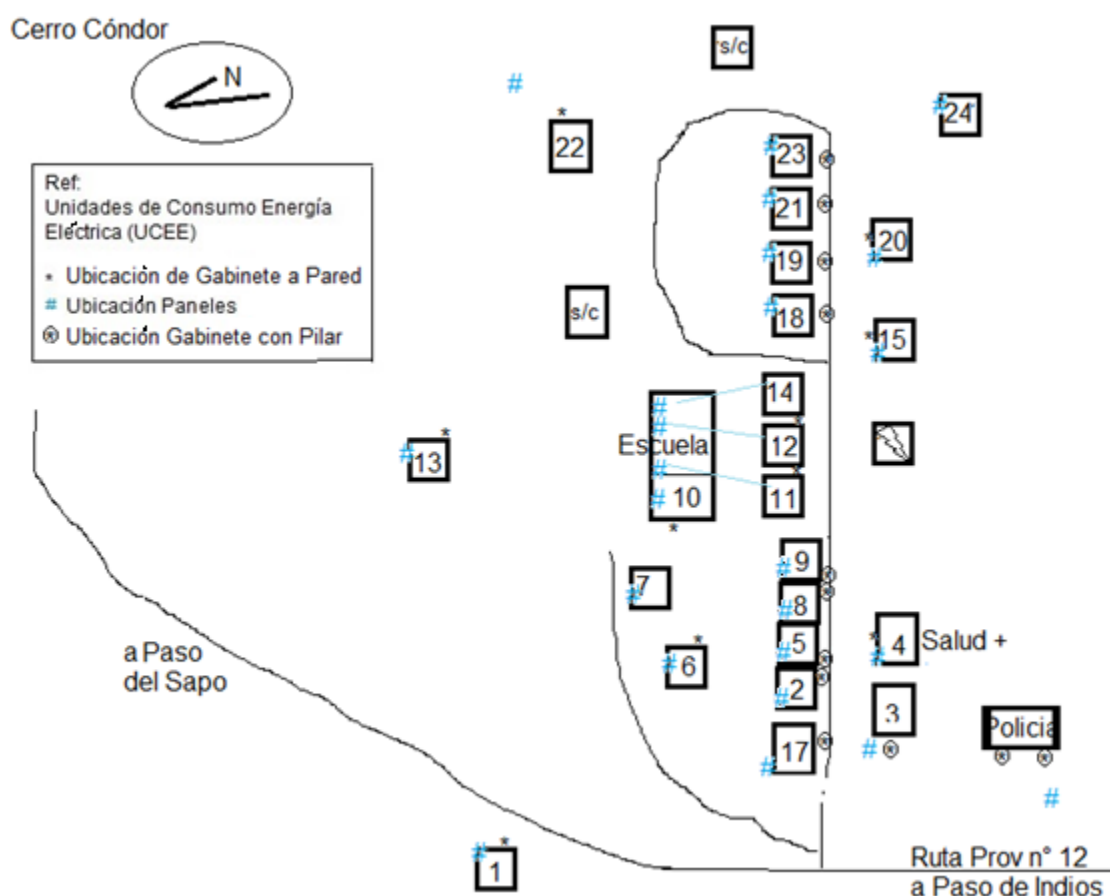 Cerro Cóndor
N
Ref:
Unidades de Consumo Energía
Eléctrica (UCEE)
* Ubicación de Gabinete a Pared
# Ubicación Paneles
⊛ Ubicación Gabinete con Pilar
s/c
#
*
22
# 23 ⊛
# 24
# 21 ⊛
* 20
#
# 19 ⊛
s/c
# 18 ⊛
* 15
#
14
#
#
Escuela
12 *
*
# 13
#
# 10
*
11 *
9
# ⊛
7
#
8 ⊛
#
*
# 6
5
# ⊛
* 4 Salud +
#
2 ⊛
#
3
# ⊛
Policia
⊛ ⊛
#
17 ⊛
#
a Paso
del Sapo
*
#
1
Ruta Prov n° 12
a Paso de Indios